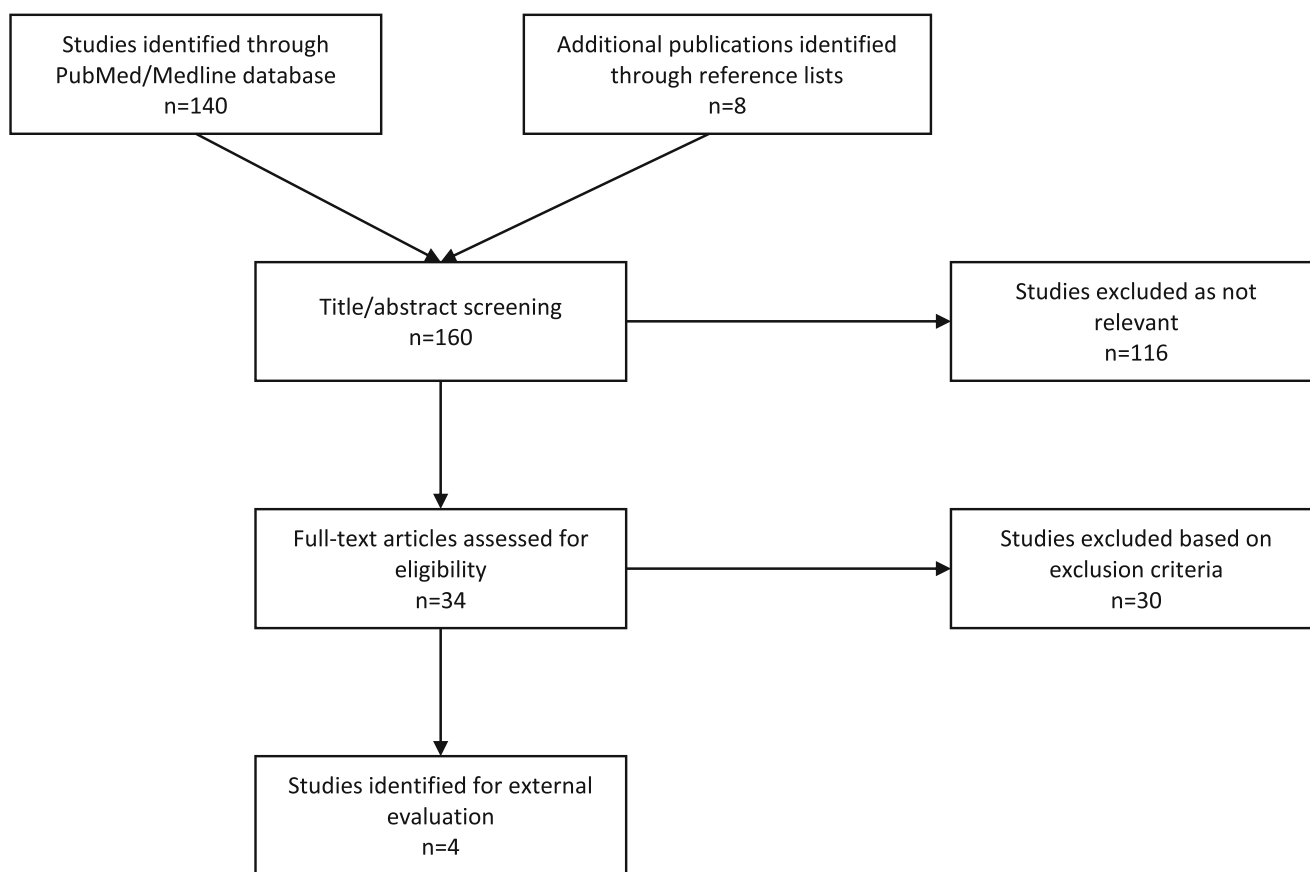 Studies identified through
PubMed/Medline database
n=140
Additional publications identified
through reference lists
n=8
Title/abstract screening
n=160
Studies excluded as not
relevant
n=116
Full-text articles assessed for
eligibility
n=34
Studies excluded based on
exclusion criteria
n=30
Studies identified for external
evaluation
n=4